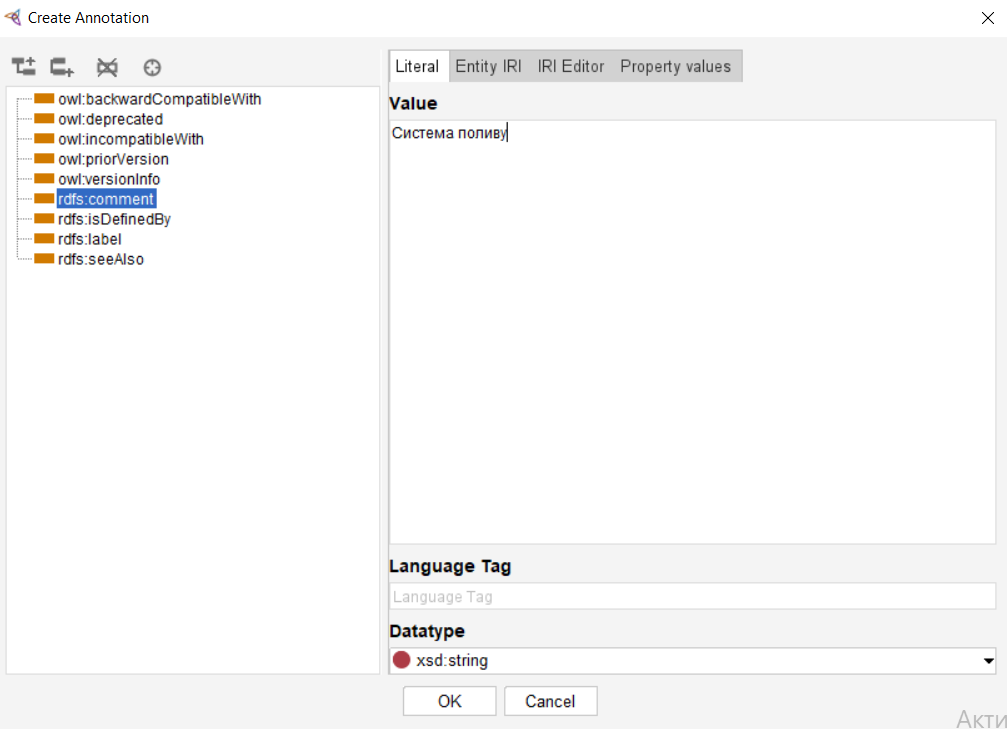 Create Annotation
owl:backwardCompatibleWith
owl:deprecated
owl:incompatibleWith
owl:priorVersion
owl:versionInfo
rdfs:comment
rdfs:isDefinedBy
rdfs:label
rdfs:seeAlso
Literal Entity IRI IRI Editor Property values
Value
Система поливу
Language Tag
Language Tag
Datatype
xsd:string
OK Cancel
Акти